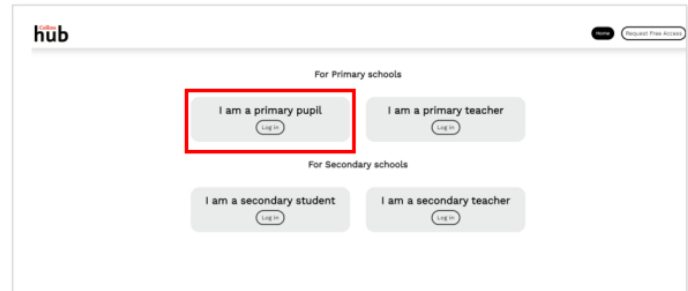 Collins
hub
Home
Request Free Access
For Primary schools
I am a primary pupil
Log in
I am a primary teacher
Log in
For Secondary schools
I am a secondary student
Log in
I am a secondary teacher
Log in